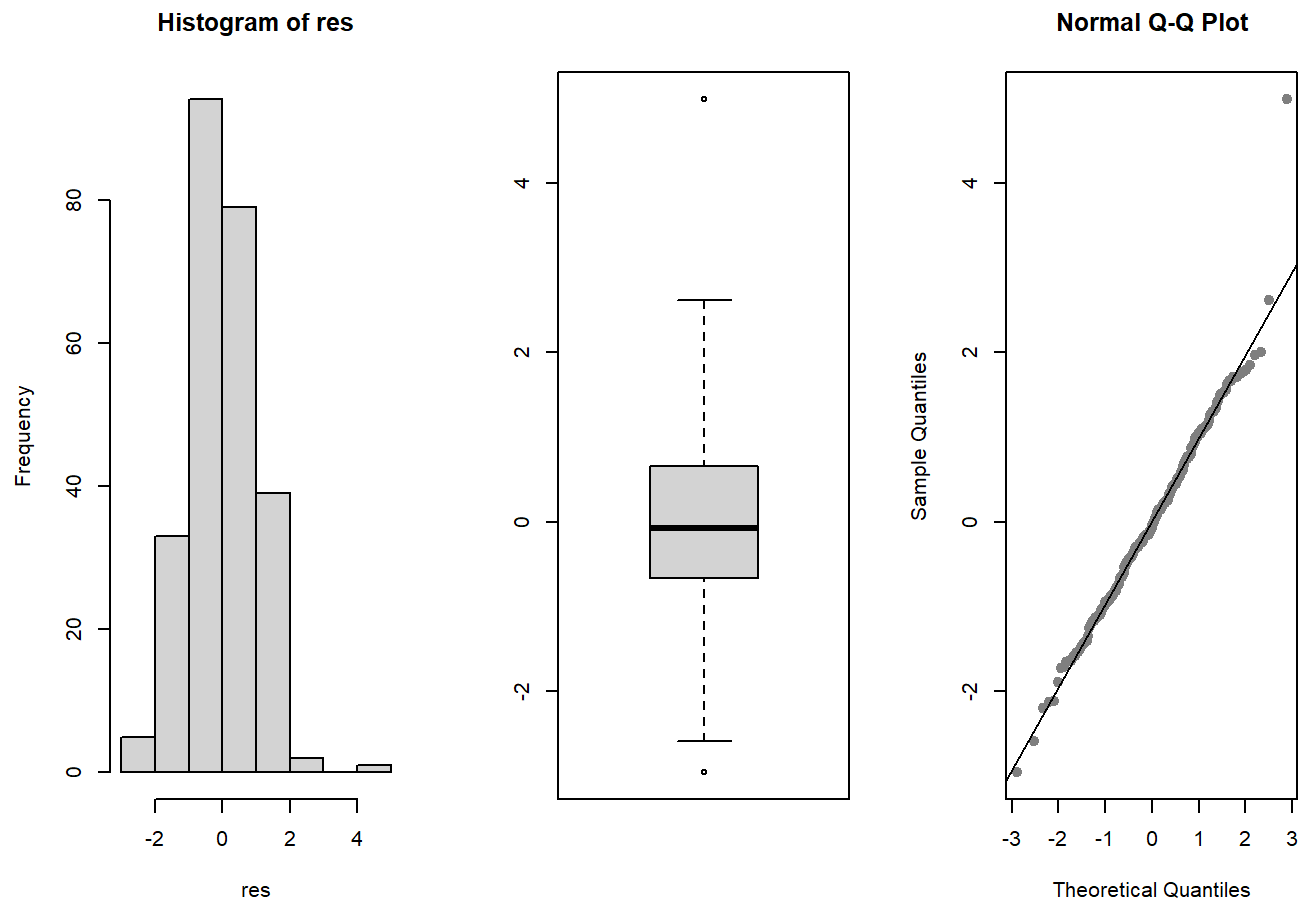 Histogram of res
Frequency
80
60
40
20
0
-2 0 2 4
res
4
2
0
-2
Normal Q-Q Plot
Sample Quantiles
4
2
0
-2
-3 -2 -1 0 1 2 3
Theoretical Quantiles